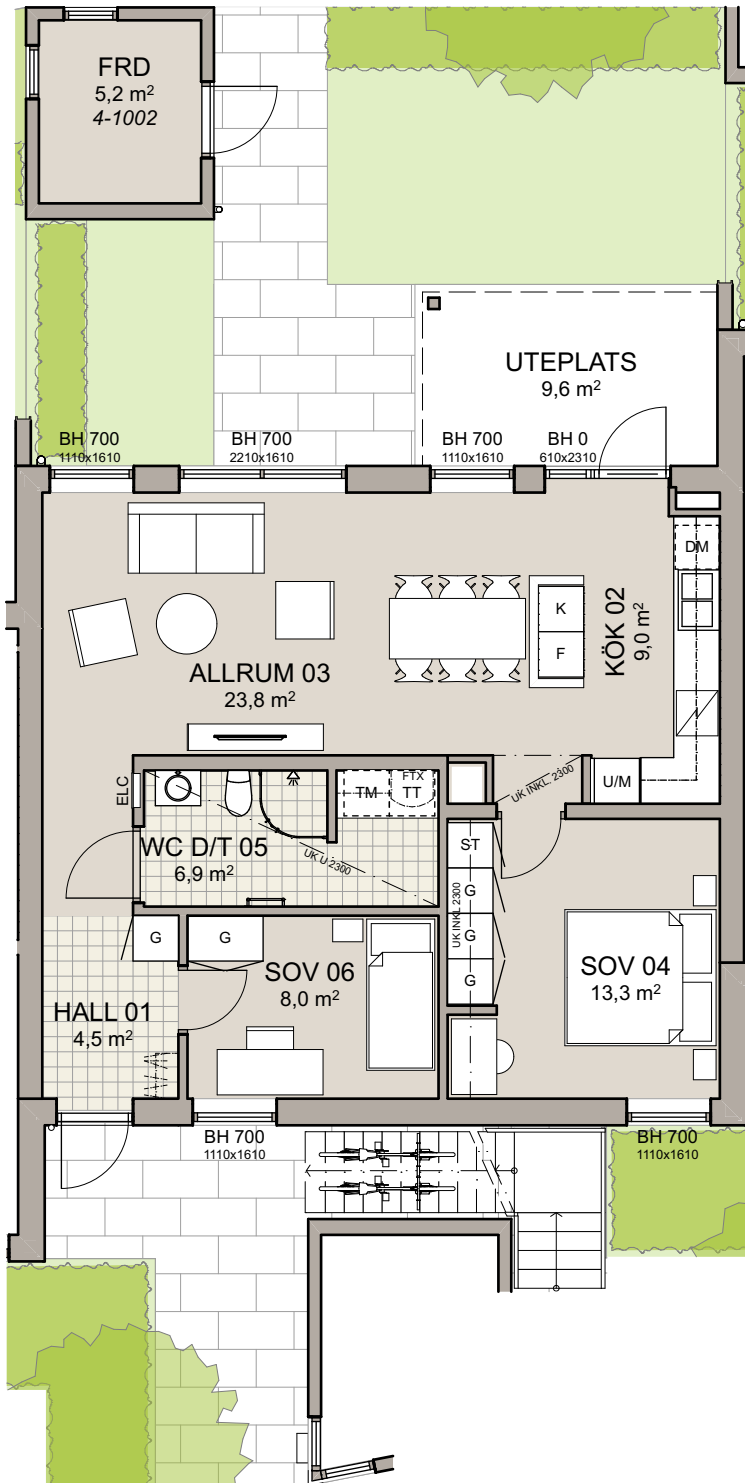 FRD
5,2 m²
4-1002
UTEPLATS
9,6 m²
BH 700
1110x1610
BH 700
2210x1610
BH 700
1110x1610
BH 0
610x2310
DM
K
F
KÖK 02
9,0 m²
ALLRUM 03
23,8 m²
ELC
TM
FTX
TT
UK INKL 2300
U/M
WC D/T 05
6,9 m²
UK U 2300
ST
G
G
G
UK INKL 2300
G
G
SOV 06
8,0 m²
SOV 04
13,3 m²
HALL 01
4,5 m²
BH 700
1110x1610
BH 700
1110x1610